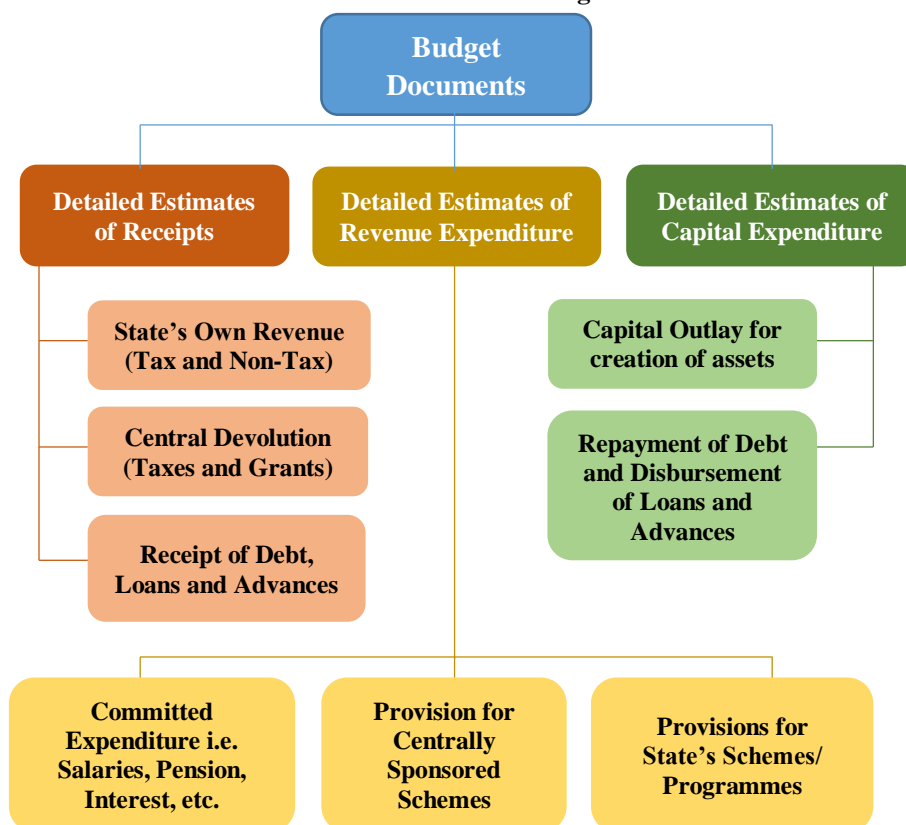 Budget
Documents
Detailed Estimates
of Receipts
Detailed Estimates of
Revenue Expenditure
Detailed Estimates of
Capital Expenditure
State’s Own Revenue
(Tax and Non-Tax)
Central Devolution
(Taxes and Grants)
Receipt of Debt,
Loans and Advances
Capital Outlay for
creation of assets
Repayment of Debt
and Disbursement
of Loans and
Advances
Committed
Expenditure i.e.
Salaries, Pension,
Interest, etc.
Provision for
Centrally
Sponsored
Schemes
Provisions for
State’s Schemes/
Programmes